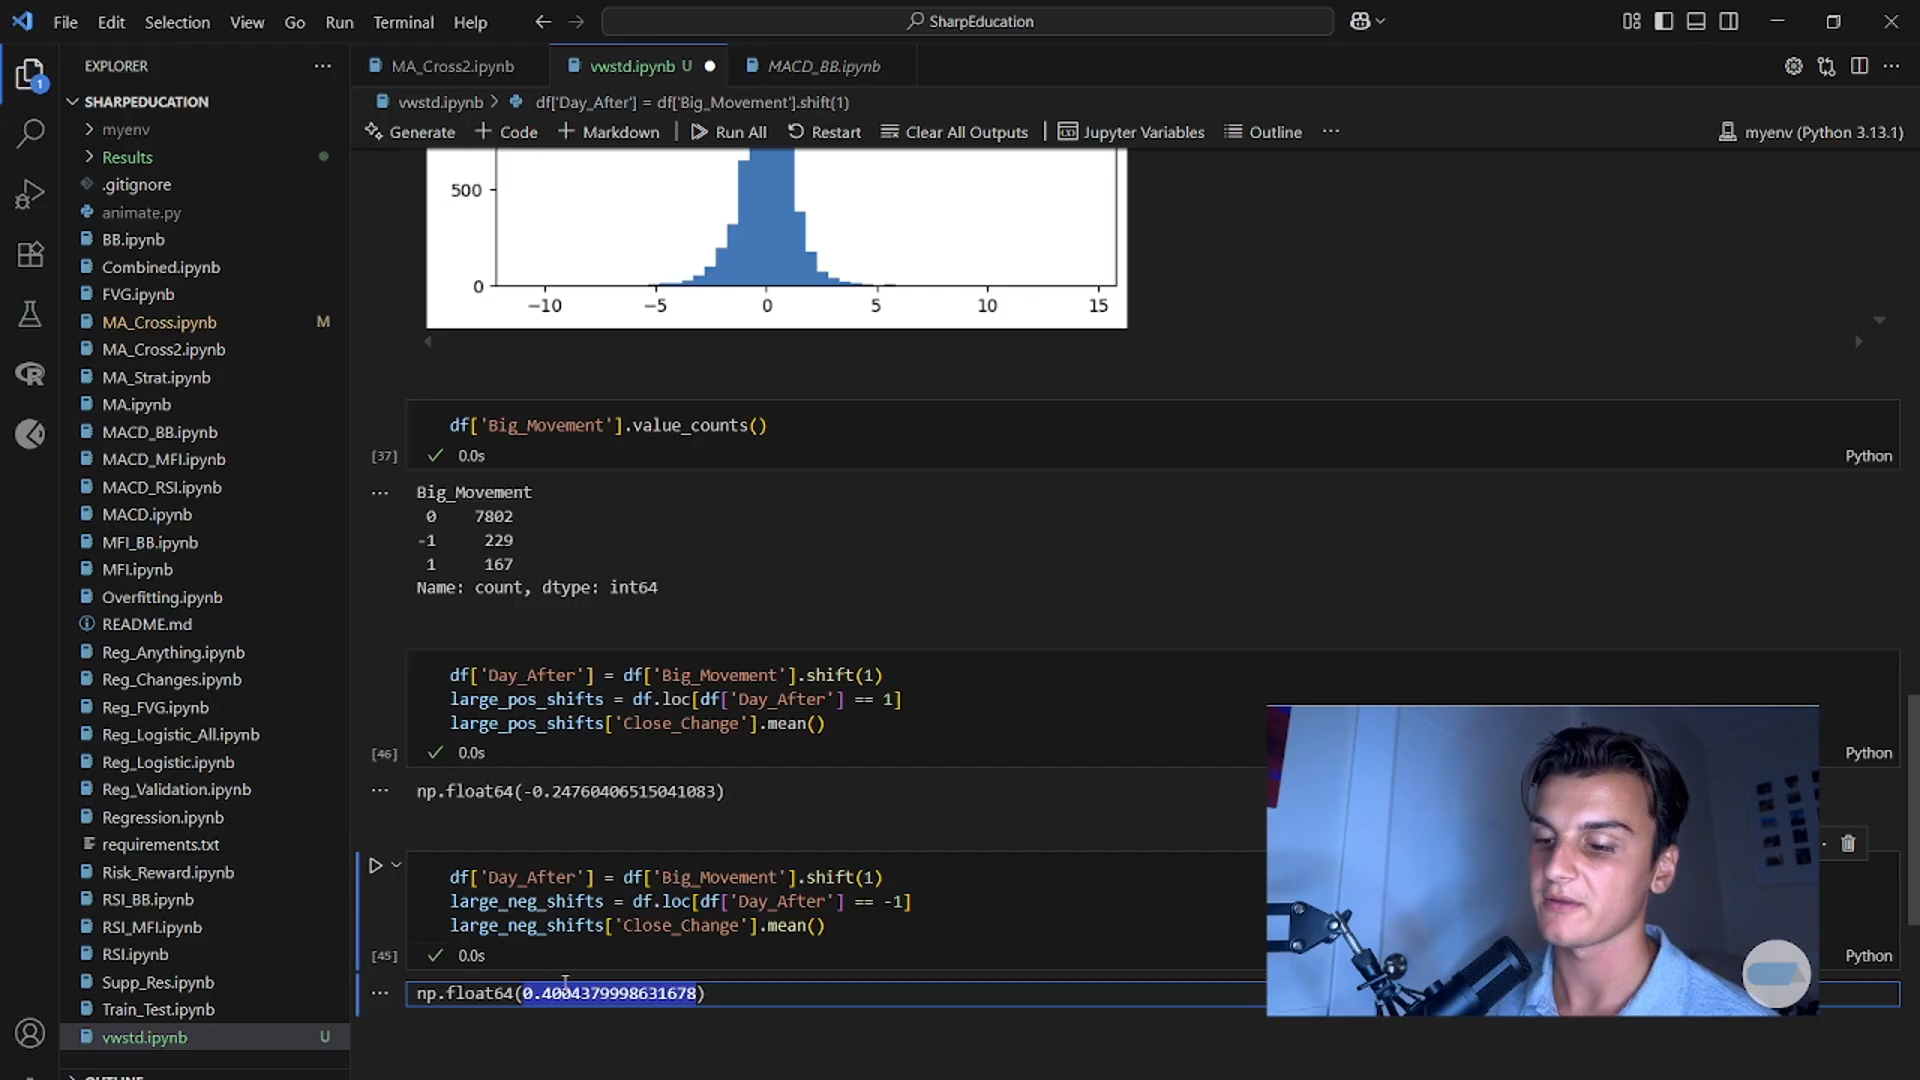 File Edit Selection View Go Run Terminal Help
SharpEducation
EXPLORER
MA_Cross2.ipynb
vwstd.ipynb U
MACD_BB.ipynb
SHARPEDUCATION
vwstd.ipynb > df['Day_After'] = df['Big_Movement'].shift(1)
Generate + Code + Markdown Run All Restart Clear All Outputs Jupyter Variables Outline ...
myenv (Python 3.13.1)
1
myenv
Results
.gitignore
animate.py
BB.ipynb
Combined.ipynb
FVG.ipynb
MA_Cross.ipynb M
MA_Cross2.ipynb
MA_Strat.ipynb
MA.ipynb
MACD_BB.ipynb
MACD_MFI.ipynb
MACD_RSI.ipynb
MACD.ipynb
MFI_BB.ipynb
MFI.ipynb
Overfitting.ipynb
README.md
Reg_Anything.ipynb
Reg_Changes.ipynb
Reg_FVG.ipynb
Reg_Logistic_All.ipynb
Reg_Logistic.ipynb
Reg_Validation.ipynb
Regression.ipynb
requirements.txt
Risk_Reward.ipynb
RSI_BB.ipynb
RSI_MFI.ipynb
RSI.ipynb
Supp_Res.ipynb
Train_Test.ipynb
vwstd.ipynb U
500
0
−10 −5 0 5 10 15
df['Big_Movement'].value_counts()
[37] 0.0s Python
Big_Movement
0 7802
-1 229
1 167
Name: count, dtype: int64
df['Day_After'] = df['Big_Movement'].shift(1)
large_pos_shifts = df.loc[df['Day_After'] == 1]
large_pos_shifts['Close_Change'].mean()
[46] 0.0s Python
np.float64(-0.24760406515041083)
df['Day_After'] = df['Big_Movement'].shift(1)
large_neg_shifts = df.loc[df['Day_After'] == -1]
large_neg_shifts['Close_Change'].mean()
[45] 0.0s Python
np.float64(0.4004379998631678)